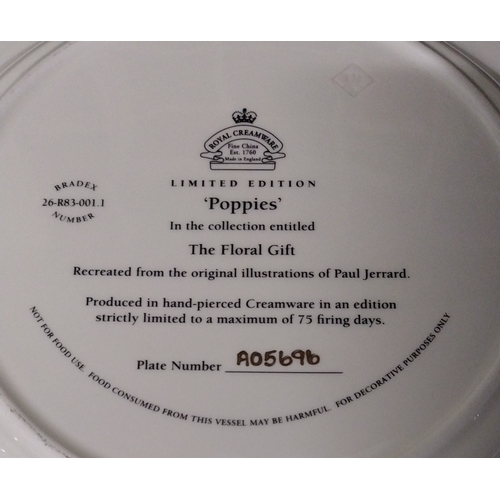 ROYAL CREAMWARE
Fine China
Est. 1760
Made in England
LIMITED EDITION
BRADEX
26-R83-001.1
NUMBER
'Poppies'
In the collection entitled
The Floral Gift
Recreated from the original illustrations of Paul Jerrard.
Produced in hand-pierced Creamware in an edition
strictly limited to a maximum of 75 firing days.
Plate Number A05696
NOT FOR FOOD USE. FOOD CONSUMED FROM THIS VESSEL MAY BE HARMFUL. FOR DECORATIVE PURPOSES ONLY